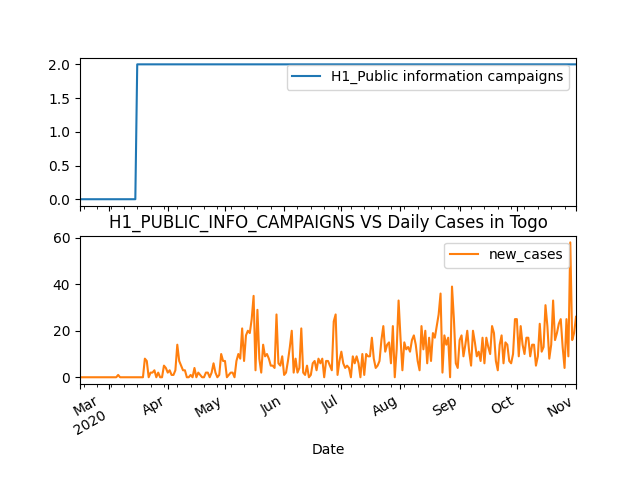 2.0
1.5
1.0
0.5
0.0
H1_Public information campaigns
H1_PUBLIC_INFO_CAMPAIGNS VS Daily Cases in Togo
60
40
20
0
new_cases
Mar
2020
Apr
May
Jun
Jul
Aug
Sep
Oct
Nov
Date